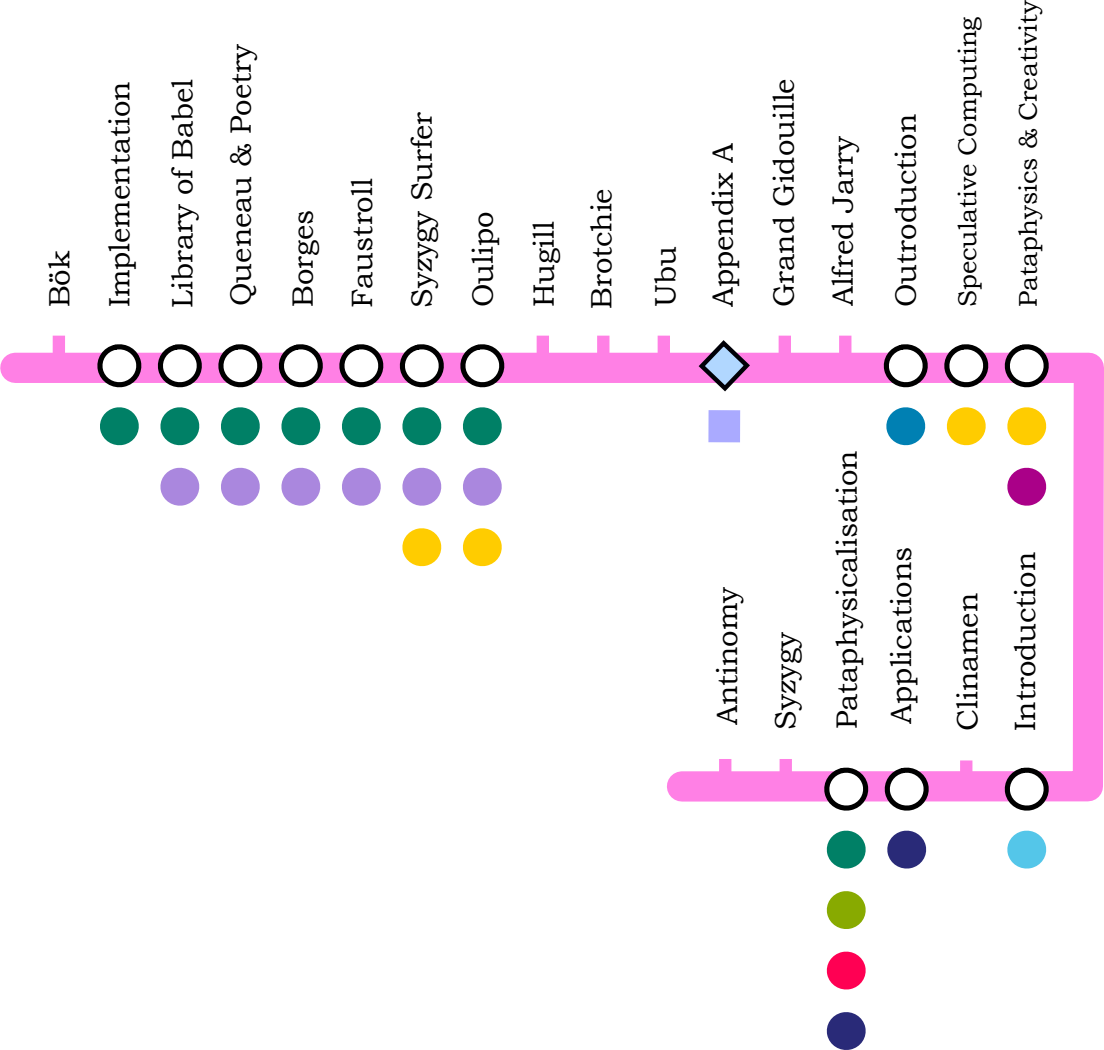 Bök
Implementation
Library of Babel
Queneau & Poetry
Borges
Faustroll
Syzygy Surfer
Oulipo
Hugill
Brotchie
Ubu
Appendix A
Grand Gidouille
Alfred Jarry
Outroduction
Speculative Computing
Pataphysics & Creativity
Antinomy
Syzygy
Pataphysicalisation
Applications
Clinamen
Introduction